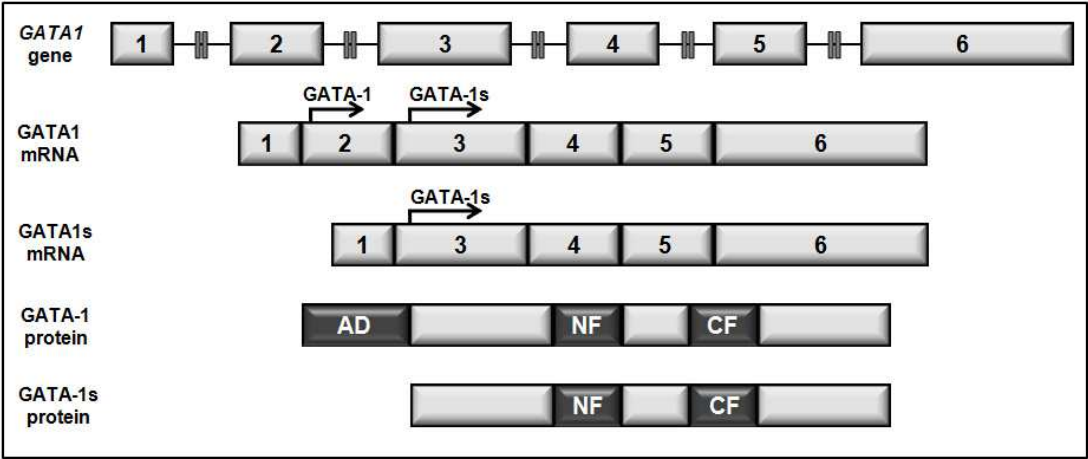 GATA1 gene
1 2 3 4 5 6
GATA-1 GATA-1s
GATA1 mRNA
1 2 3 4 5 6
GATA-1s
GATA1s mRNA
1 3 4 5 6
GATA-1 protein
AD NF CF
GATA-1s protein
NF CF